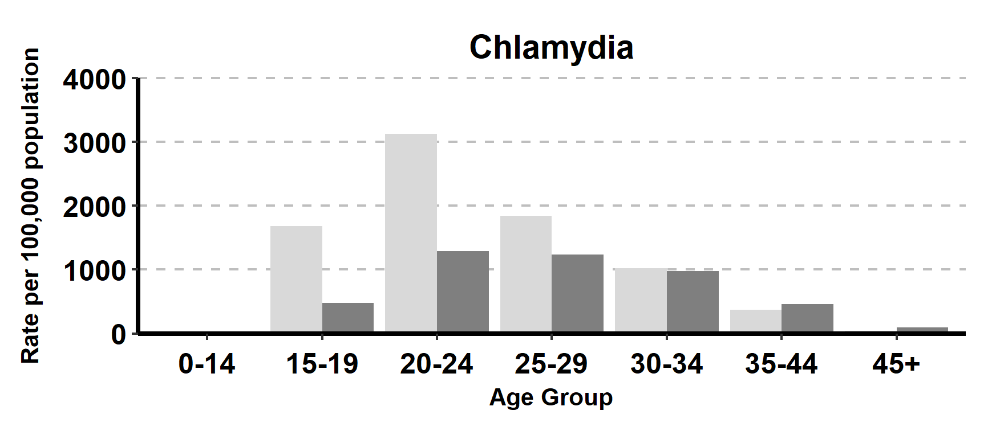 Chlamydia
Rate per 100,000 population
4000
3000
2000
1000
0
0-14 15-19 20-24 25-29 30-34 35-44 45+
Age Group